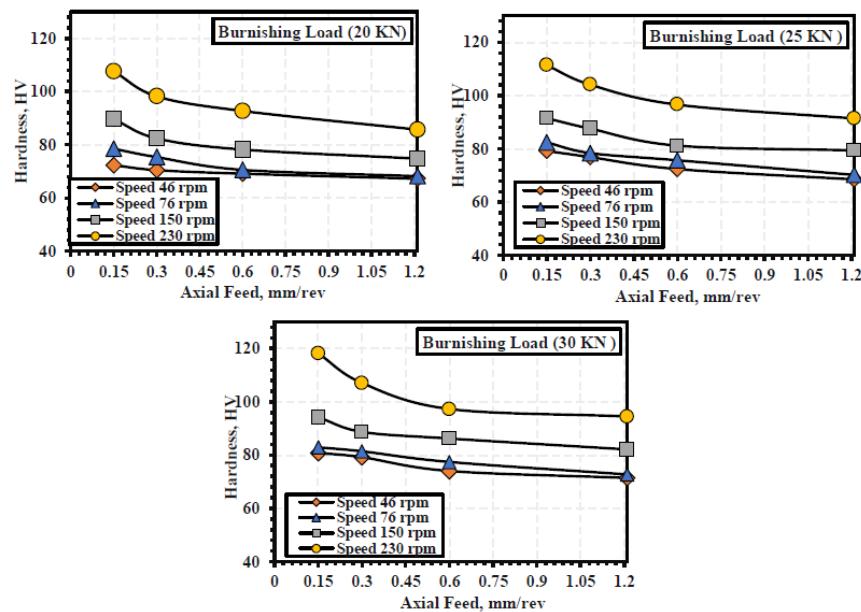 Burnishing Load (20 KN)
Hardness, HV
120
100
80
60
40
Speed 46 rpm
Speed 76 rpm
Speed 150 rpm
Speed 230 rpm
0 0.15 0.3 0.45 0.6 0.75 0.9 1.05 1.2
Axial Feed, mm/rev
Burnishing Load (25 KN )
Hardness, HV
120
100
80
60
40
Speed 46 rpm
Speed 76 rpm
Speed 150 rpm
Speed 230 rpm
0 0.15 0.3 0.45 0.6 0.75 0.9 1.05 1.2
Axial Feed, mm/rev
Burnishing Load (30 KN )
Hardness, HV
120
100
80
60
40
Speed 46 rpm
Speed 76 rpm
Speed 150 rpm
Speed 230 rpm
0 0.15 0.3 0.45 0.6 0.75 0.9 1.05 1.2
Axial Feed, mm/rev